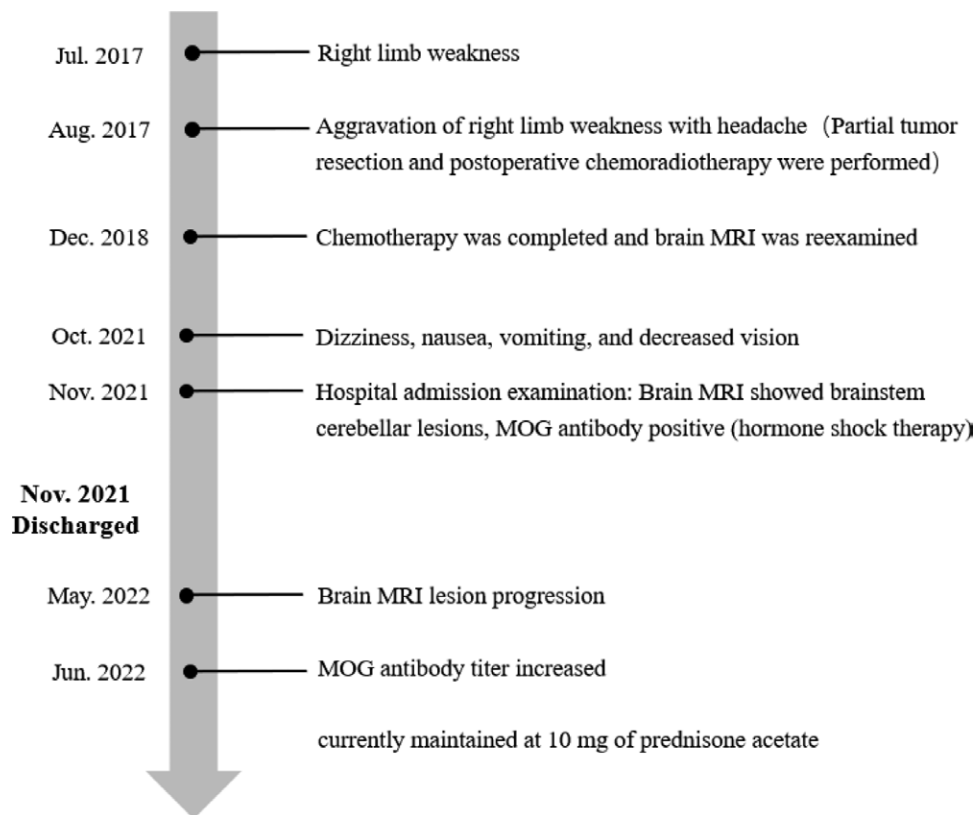 Jul. 2017
Right limb weakness
Aug. 2017
Aggravation of right limb weakness with headache（Partial tumor
resection and postoperative chemoradiotherapy were performed）
Dec. 2018
Chemotherapy was completed and brain MRI was reexamined
Oct. 2021
Dizziness, nausea, vomiting, and decreased vision
Nov. 2021
Hospital admission examination: Brain MRI showed brainstem
cerebellar lesions, MOG antibody positive (hormone shock therapy)
Nov. 2021
Discharged
May. 2022
Brain MRI lesion progression
Jun. 2022
MOG antibody titer increased
currently maintained at 10 mg of prednisone acetate